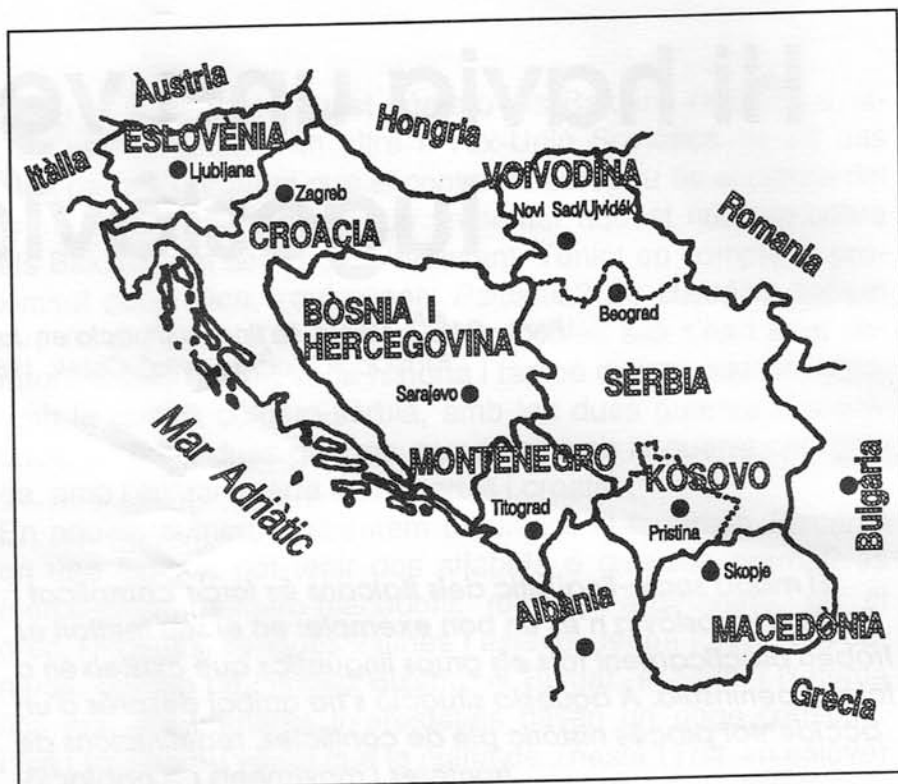 Àustria
Hongria
Itàlia
ESLOVÈNIA
Ljubljana
Zagreb
VOIVODINA
Novi Sad/Ujvidék
Romania
CROÀCIA
BÒSNIA I
HERCEGOVINA
Beograd
SÈRBIA
Sarajevo
Mar Adriàtic
MONTENEGRO
KOSOVO
Titograd
Pristina
Bulgària
Skopje
Albània
MACEDÒNIA
Grècia